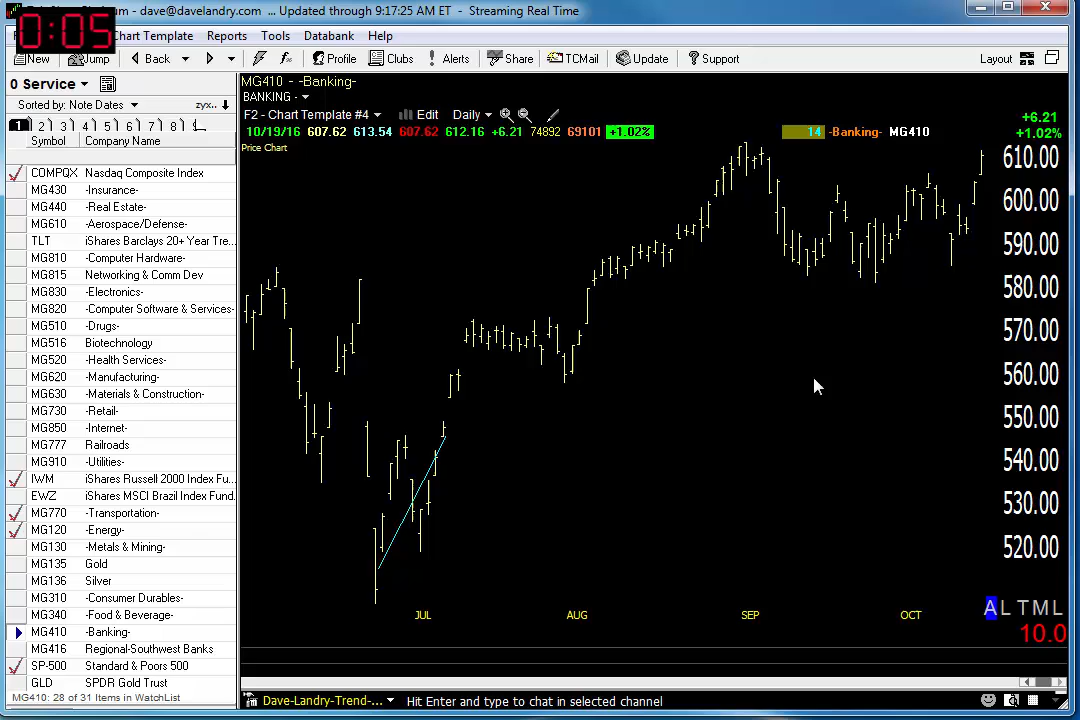 - dave@davelandry.com ... Updated through 9:17:25 AM ET - Streaming Real Time
0:05
Chart Template Reports Tools Databank Help
New Jump Back Profile Clubs Alerts Share TCMail Update Support Layout
0 Service
Sorted by: Note Dates zyx..
1 2 3 4 5 6 7 8
Symbol Company Name
COMPQX Nasdaq Composite Index
MG430 -Insurance-
MG440 -Real Estate-
MG610 -Aerospace/Defense-
TLT iShares Barclays 20+ Year Tre...
MG810 -Computer Hardware-
MG815 Networking & Comm Dev
MG830 -Electronics-
MG820 -Computer Software & Services-
MG510 -Drugs-
MG516 Biotechnology
MG520 -Health Services-
MG620 -Manufacturing-
MG630 -Materials & Construction-
MG730 -Retail-
MG850 -Internet-
MG777 Railroads
MG910 -Utilities-
IWM iShares Russell 2000 Index Fu...
EWZ iShares MSCI Brazil Index Fund
MG770 -Transportation-
MG120 -Energy-
MG130 -Metals & Mining-
MG135 Gold
MG136 Silver
MG310 -Consumer Durables-
MG340 -Food & Beverage-
MG410 -Banking-
MG416 Regional-Southwest Banks
SP-500 Standard & Poors 500
GLD SPDR Gold Trust
MG410: 28 of 31 Items in WatchList
MG410 - -Banking-
BANKING -
F2 - Chart Template #4 Edit Daily
10/19/16 607.62 613.54 607.62 612.16 +6.21 74892 69101 +1.02% 14 -Banking- MG410
+6.21
+1.02%
Price Chart
610.00
600.00
590.00
580.00
570.00
560.00
550.00
540.00
530.00
520.00
JUL AUG SEP OCT
A L T M L
10.0
Dave-Landry-Trend-... Hit Enter and type to chat in selected channel